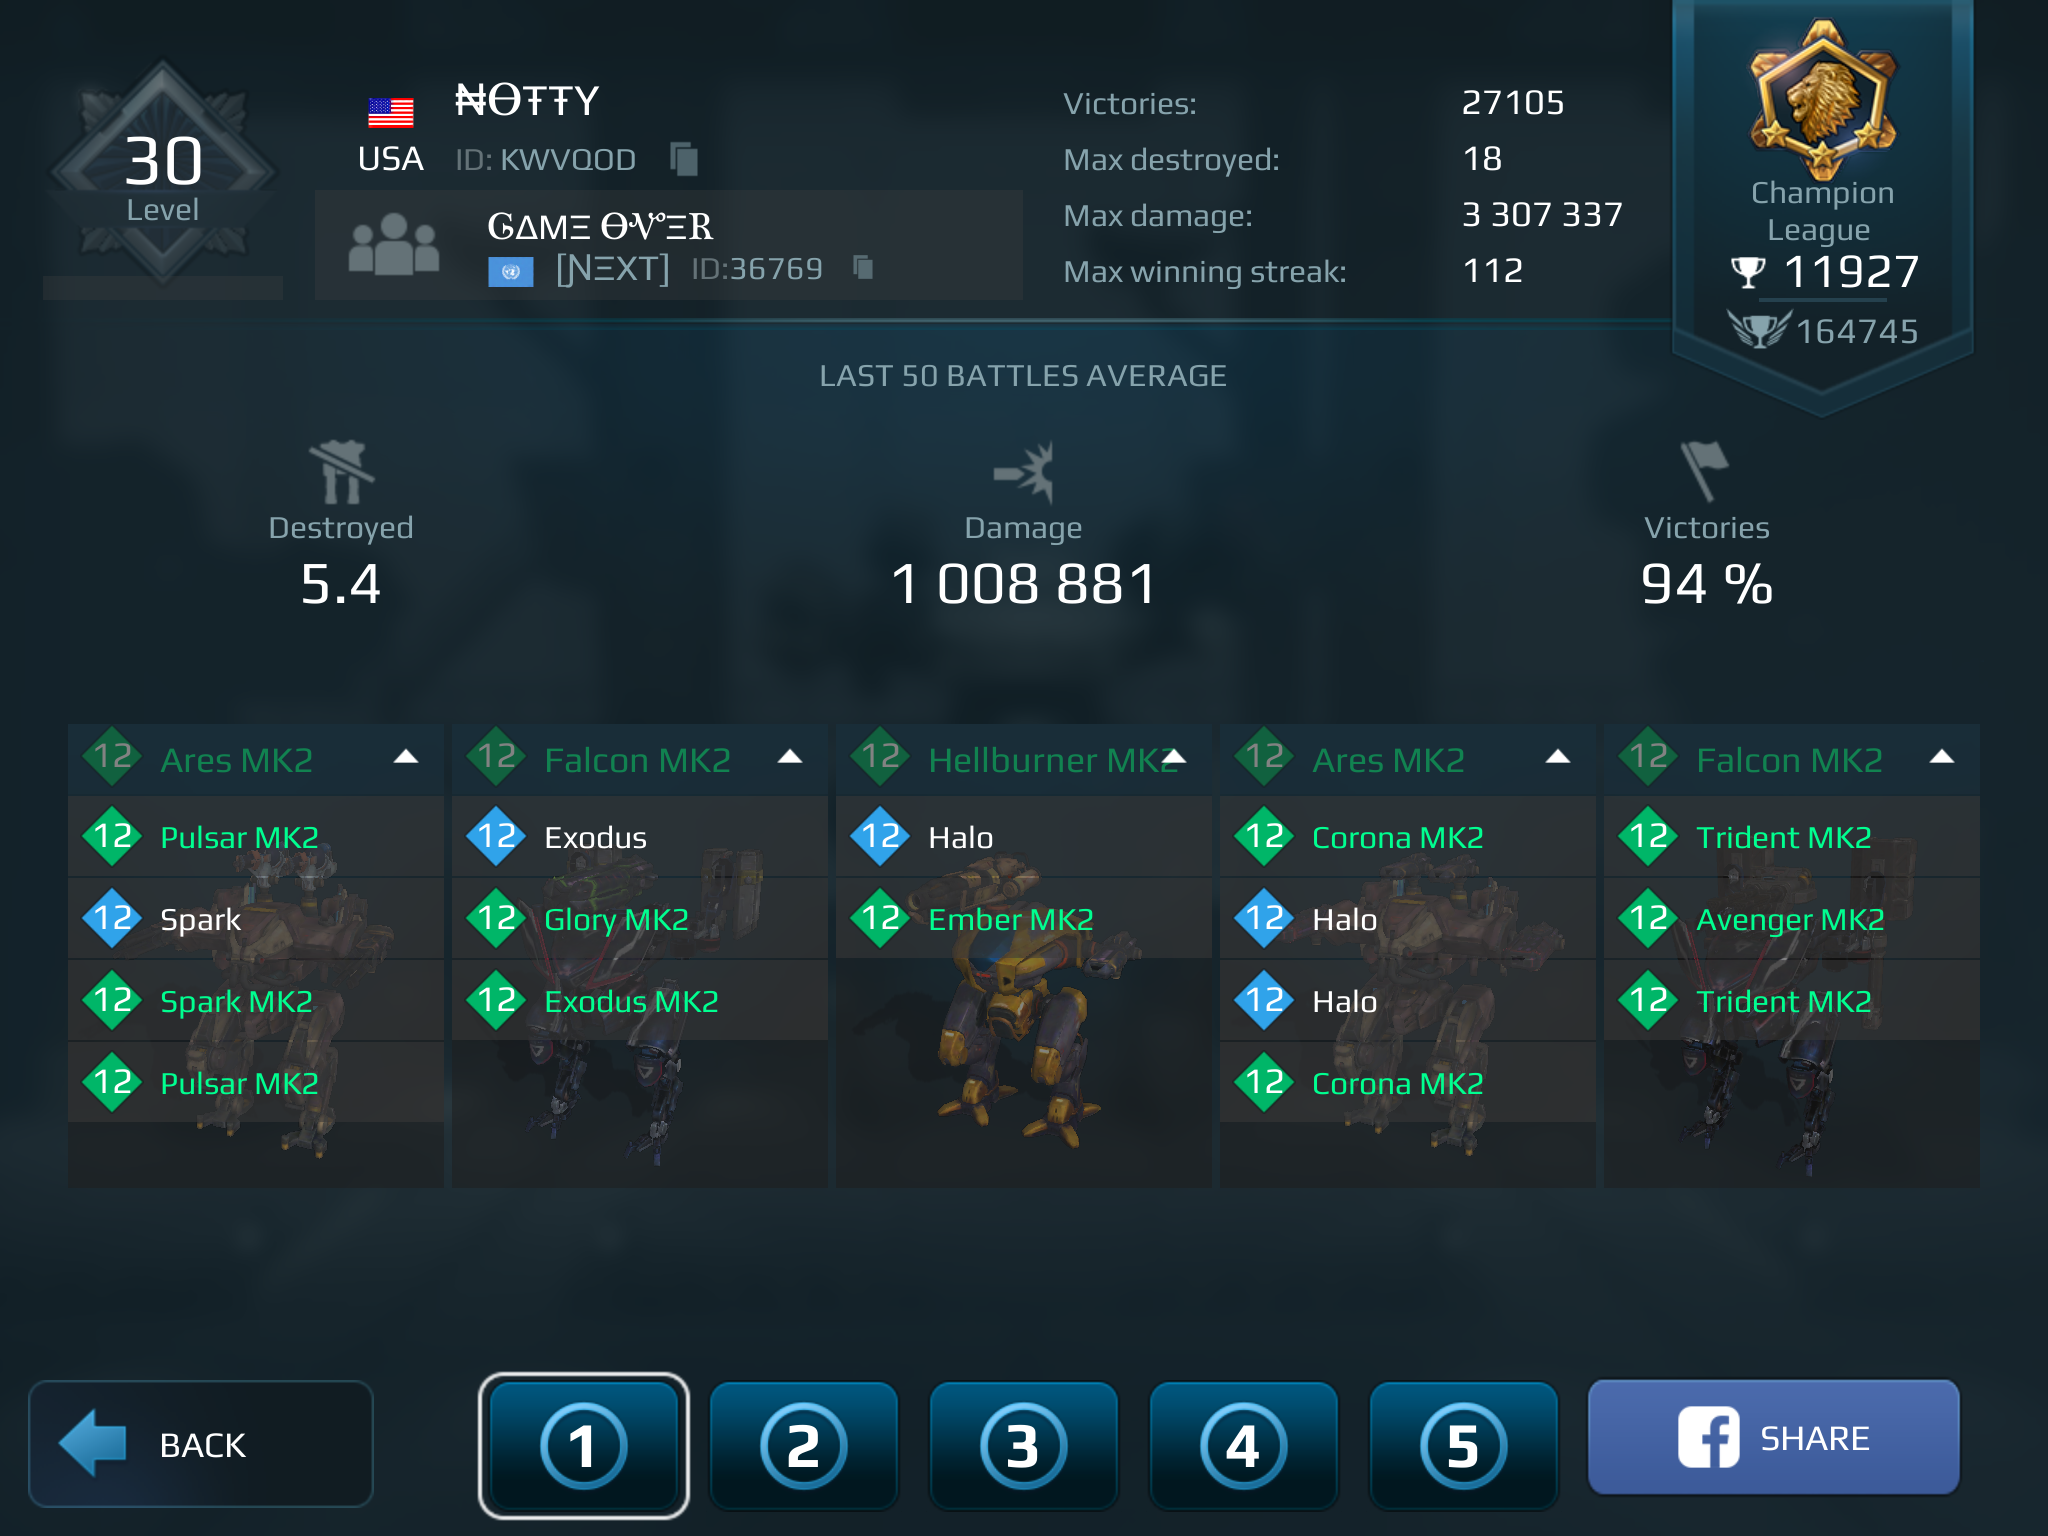 30
Level
₦ӨŦŦY
USA
ID: KWVQOD
ǤΔMΞ ӨѴΞR
[ƝΞXT] ID:36769
Victories: 27105
Max destroyed: 18
Max damage: 3 307 337
Max winning streak: 112
Champion
League
11927
164745
LAST 50 BATTLES AVERAGE
Destroyed
5.4
Damage
1 008 881
Victories
94 %
12 Ares MK2
12 Pulsar MK2
12 Spark
12 Spark MK2
12 Pulsar MK2
12 Falcon MK2
12 Exodus
12 Glory MK2
12 Exodus MK2
12 Hellburner MK2
12 Halo
12 Ember MK2
12 Ares MK2
12 Corona MK2
12 Halo
12 Halo
12 Corona MK2
12 Falcon MK2
12 Trident MK2
12 Avenger MK2
12 Trident MK2
BACK
1
2
3
4
5
SHARE